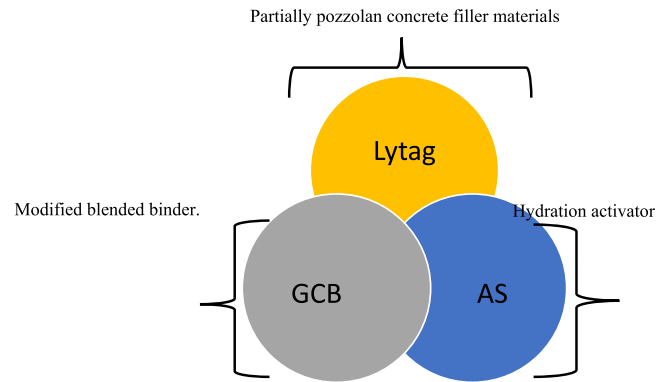 Partially pozzolan concrete filler materials
Lytag
Modified blended binder.
Hydration activator
GCB
AS